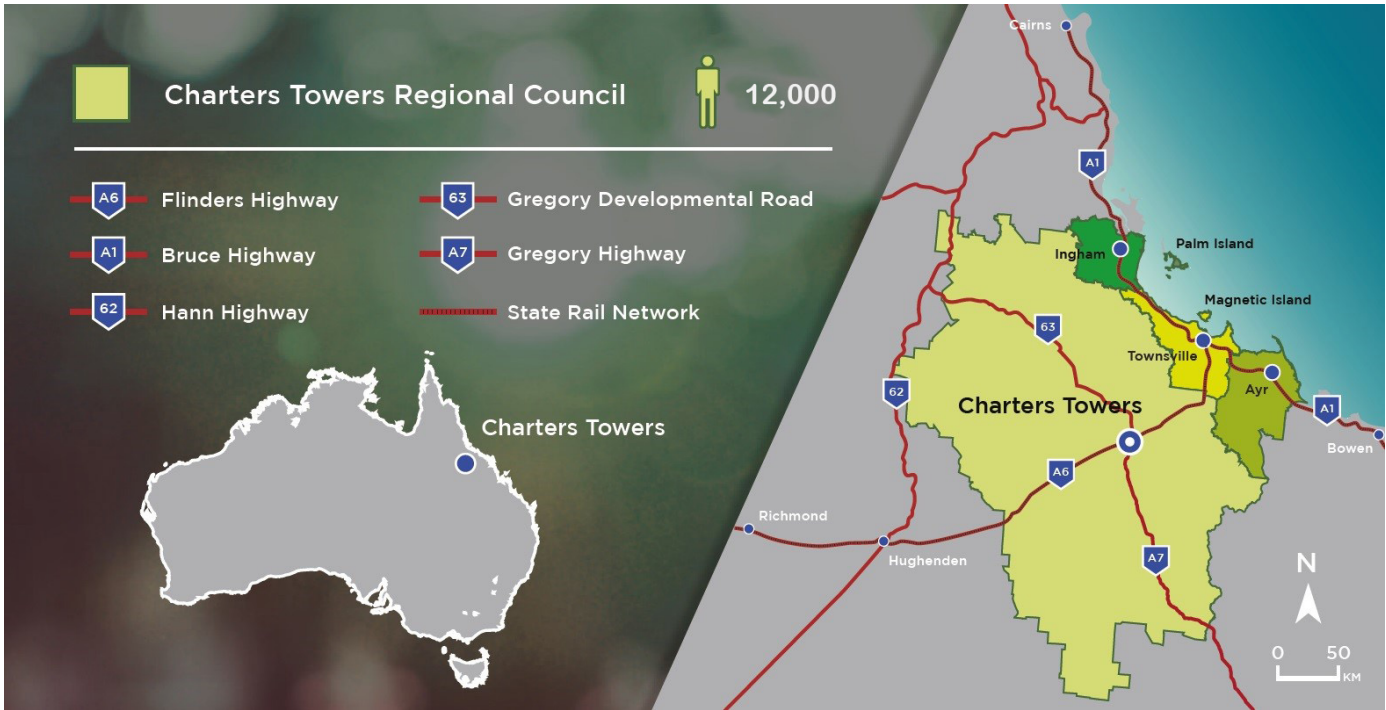 Charters Towers Regional Council
12,000
A6 Flinders Highway
63 Gregory Developmental Road
A1 Bruce Highway
A7 Gregory Highway
62 Hann Highway
State Rail Network
Charters Towers
Cairns
A1
Ingham
Palm Island
Magnetic Island
63
Townsville
62
Ayr
Charters Towers
A1
Bowen
A6
Richmond
Hughenden
A7
N
0 50
KM